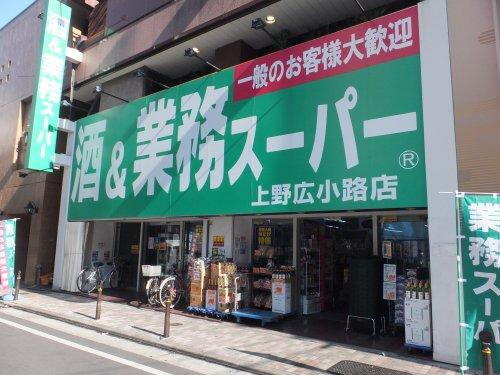 酒&業務スーパー
一般のお客様大歓迎
酒&業務スーパー®
上野広小路店
業務スーパー